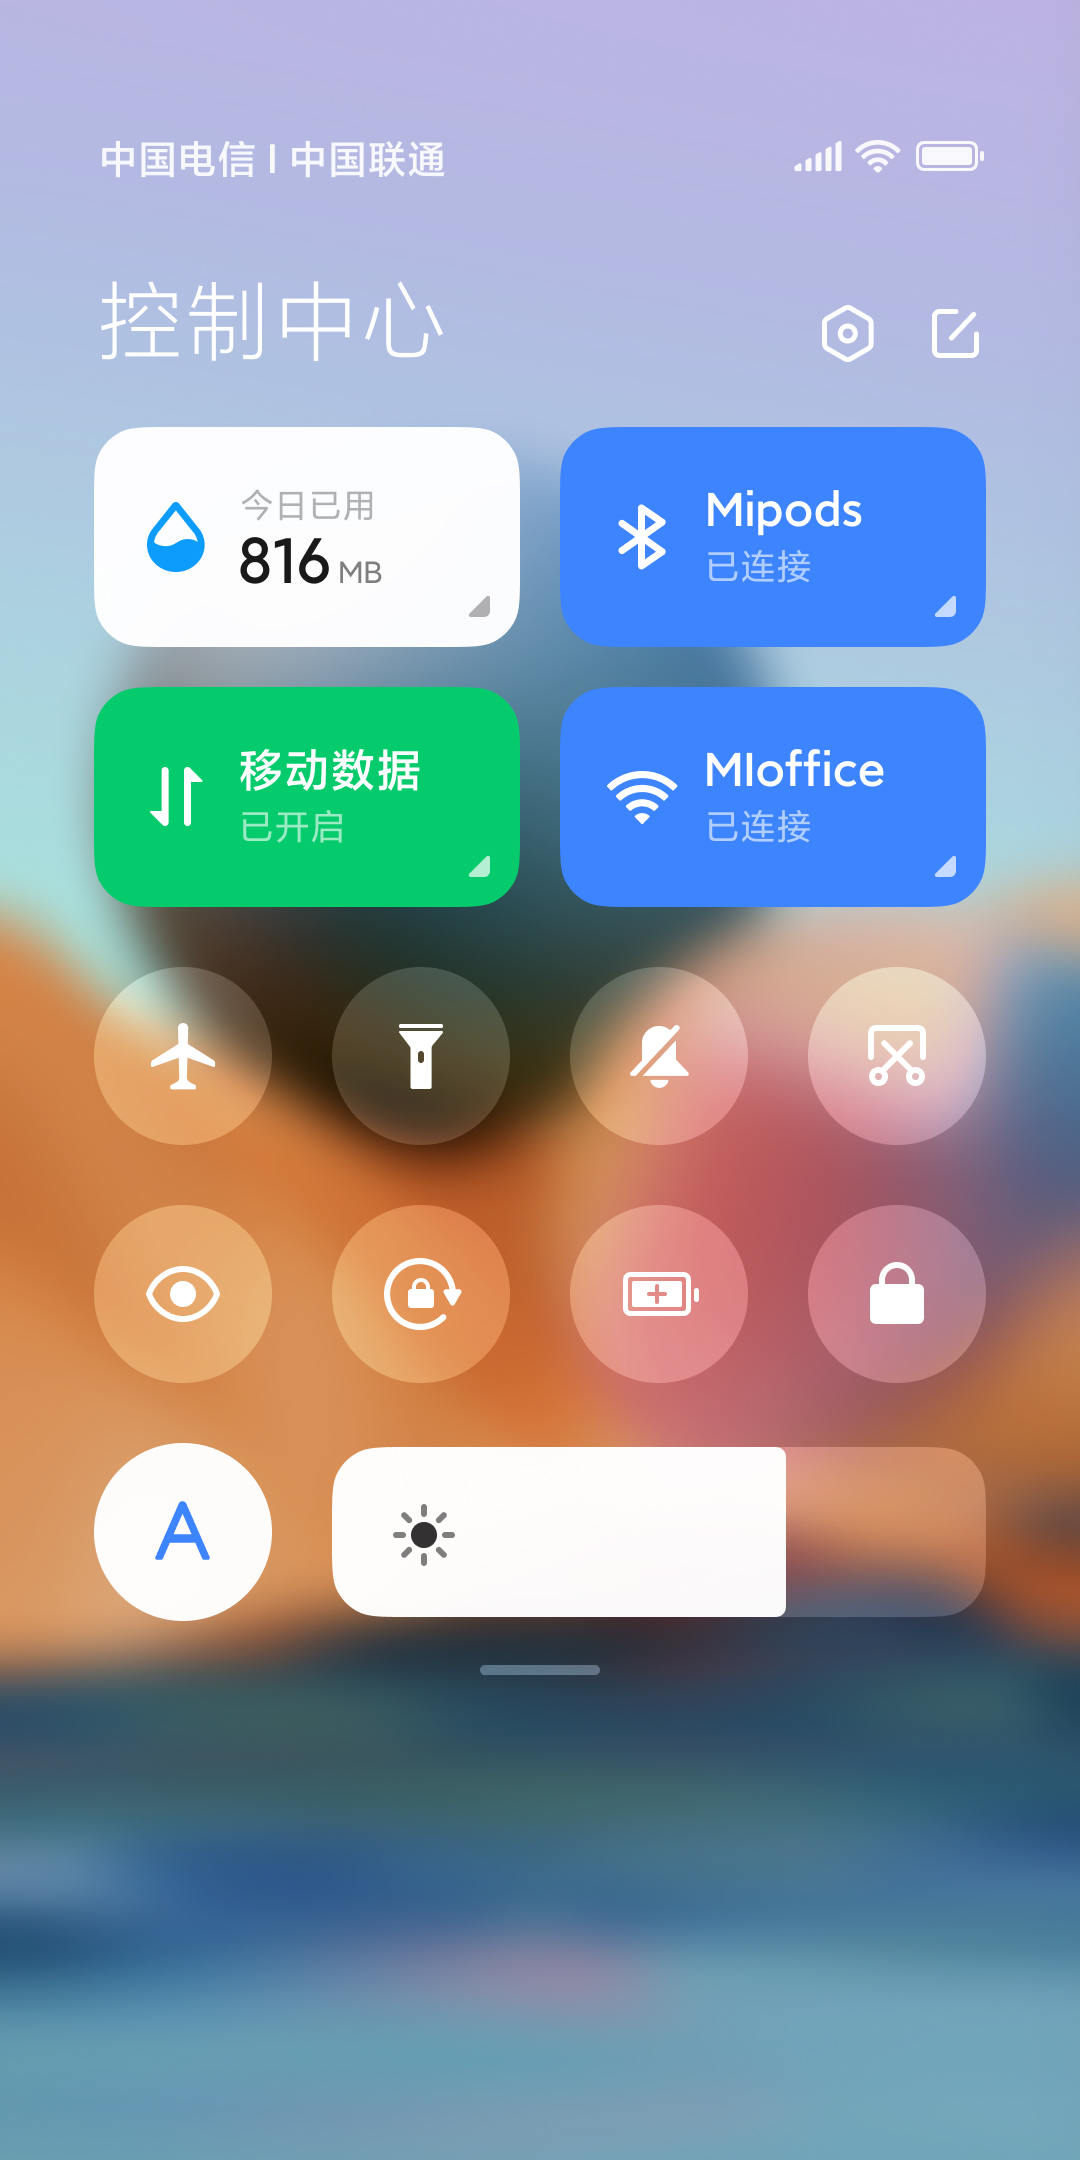 中国电信 | 中国联通
控制中心
今日已用
816 MB
Mipods
已连接
移动数据
已开启
MIoffice
已连接
A